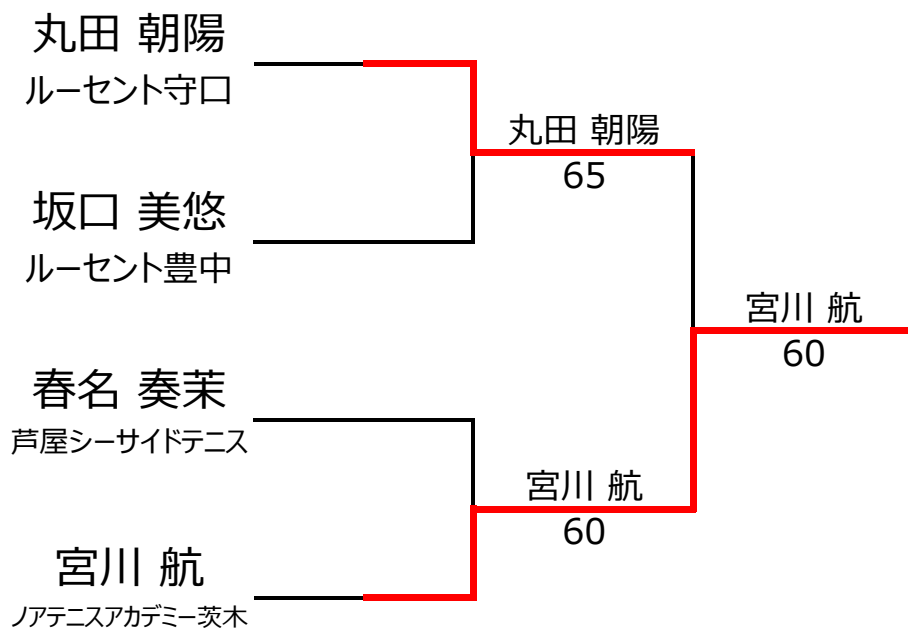 丸田 朝陽
ルーセント守口
坂口 美悠
ルーセント豊中
春名 奏茉
芦屋シーサイドテニス
宮川 航
ノアテニスアカデミー茨木
丸田 朝陽
65
宮川 航
60
宮川 航
60